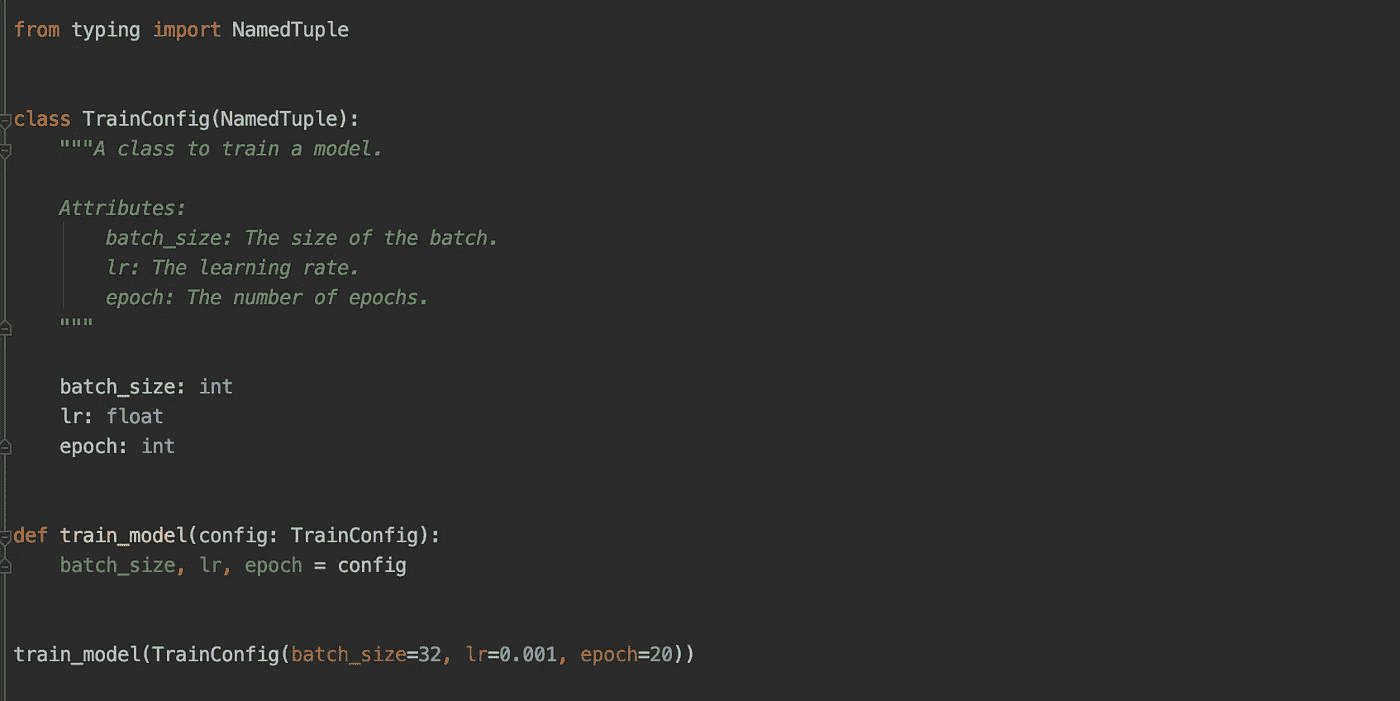 from typing import NamedTuple
class TrainConfig(NamedTuple):
    """A class to train a model.
    Attributes:
        batch_size: The size of the batch.
        lr: The learning rate.
        epoch: The number of epochs.
    """
    batch_size: int
    lr: float
    epoch: int
def train_model(config: TrainConfig):
    batch_size, lr, epoch = config
train_model(TrainConfig(batch_size=32, lr=0.001, epoch=20))